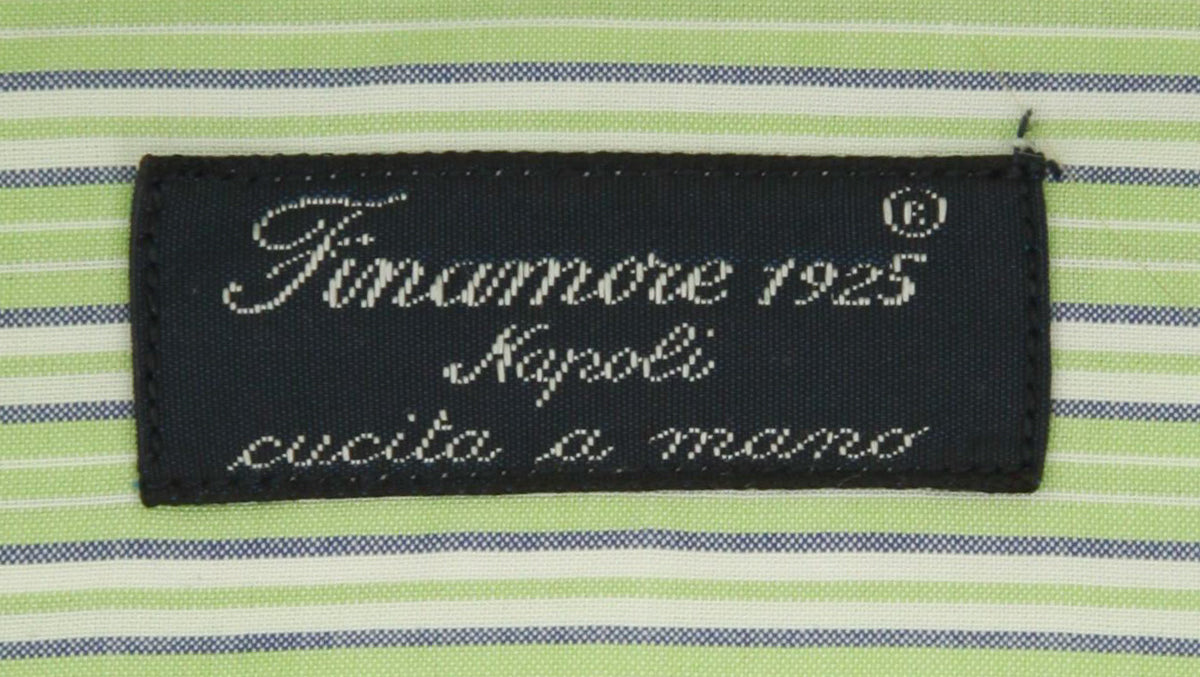 Finamore 1925 ®
Napoli
cucita a mano